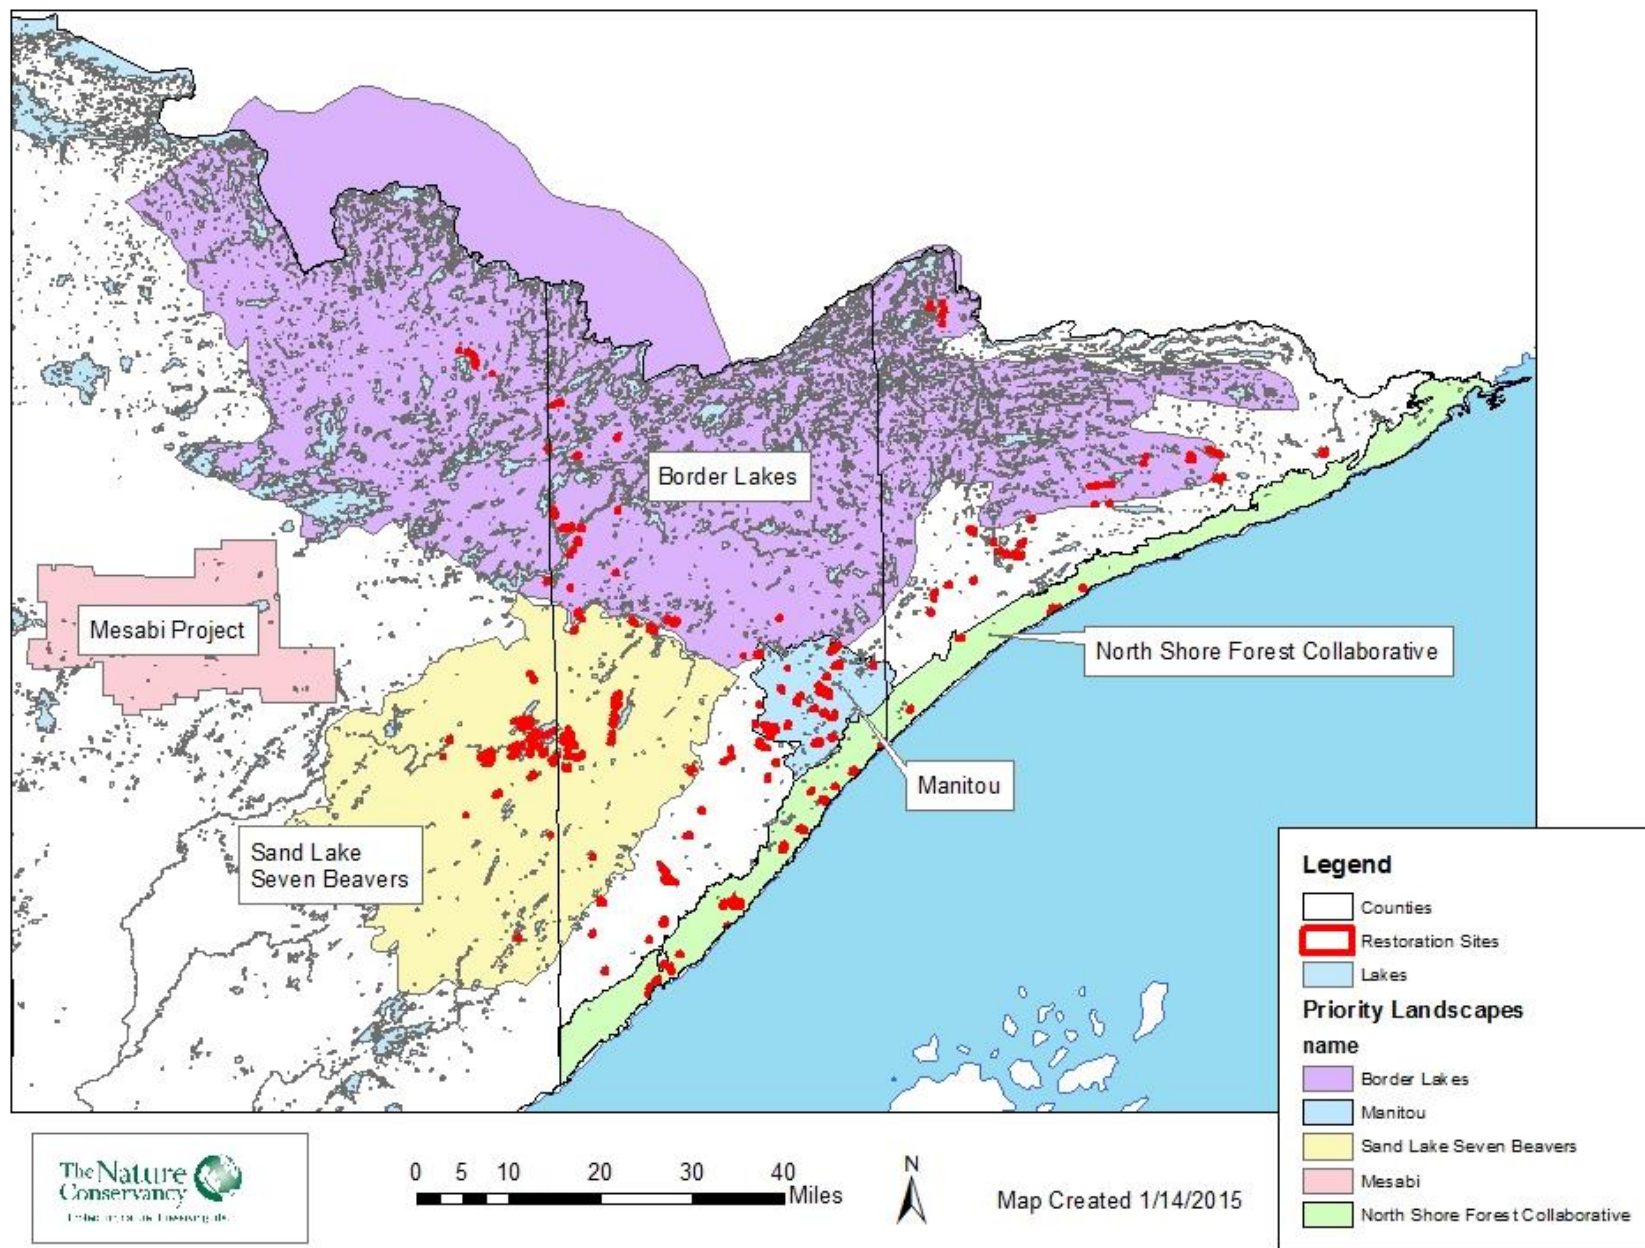 Border Lakes
Mesabi Project
North Shore Forest Collaborative
Manitou
Sand Lake
Seven Beavers
Legend
Counties
Restoration Sites
Lakes
Priority Landscapes
name
Border Lakes
Manitou
Sand Lake Seven Beavers
Mesabi
North Shore Forest Collaborative
The Nature
Conservancy
0 5 10 20 30 40
Miles
N
Map Created 1/14/2015